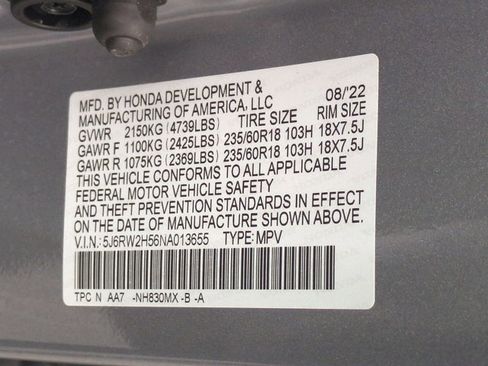 MFD. BY HONDA DEVELOPMENT & 08/'22
MANUFACTURING OF AMERICA, LLC
GVWR 2150KG (4739LBS) TIRE SIZE RIM SIZE
GAWR F 1100KG (2425LBS) 235/60R18 103H 18X7.5J
GAWR R 1075KG (2369LBS) 235/60R18 103H 18X7.5J
THIS VEHICLE CONFORMS TO ALL APPLICABLE
FEDERAL MOTOR VEHICLE SAFETY
AND THEFT PREVENTION STANDARDS IN EFFECT
ON THE DATE OF MANUFACTURE SHOWN ABOVE.
V.I.N.: 5J6RW2H56NA013655 TYPE: MPV
TPC N AA7 -NH830MX -B -A